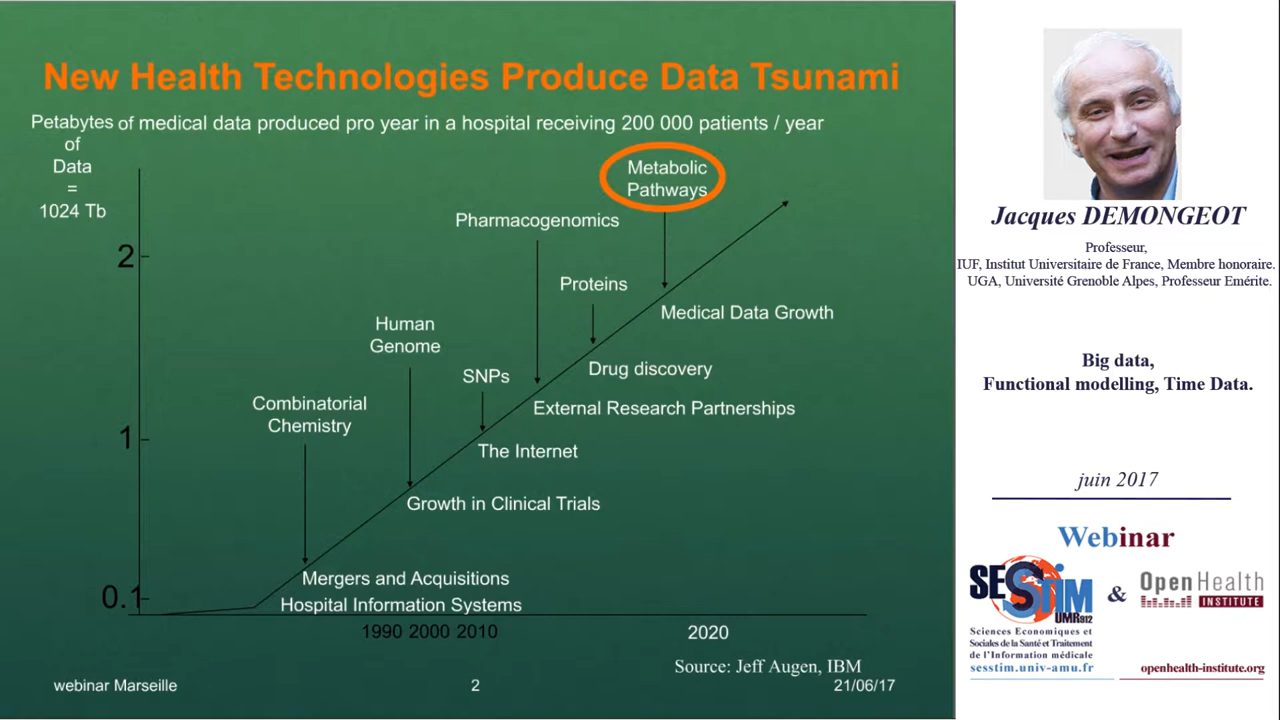 New Health Technologies Produce Data Tsunami
Petabytes of medical data produced pro year in a hospital receiving 200 000 patients / year
of
Data
=
1024 Tb
Metabolic
Pathways
Pharmacogenomics
2
Proteins
Medical Data Growth
Human
Genome
SNPs
Drug discovery
Combinatorial
Chemistry
External Research Partnerships
1
The Internet
Growth in Clinical Trials
Mergers and Acquisitions
0.1
Hospital Information Systems
1990 2000 2010
2020
Source: Jeff Augen, IBM
webinar Marseille
2
21/06/17
Jacques DEMONGEOT
Professeur,
IUF, Institut Universitaire de France, Membre honoraire.
UGA, Université Grenoble Alpes, Professeur Emérite.
Big data,
Functional modelling, Time Data.
juin 2017
Webinar
SESSTIM
UMR912
&
OpenHealth
INSTITUTE
Sciences Economiques et
Sociales de la Santé et Traitement
de l'Information médicale
sesstim.univ-amu.fr
openhealth-institute.org